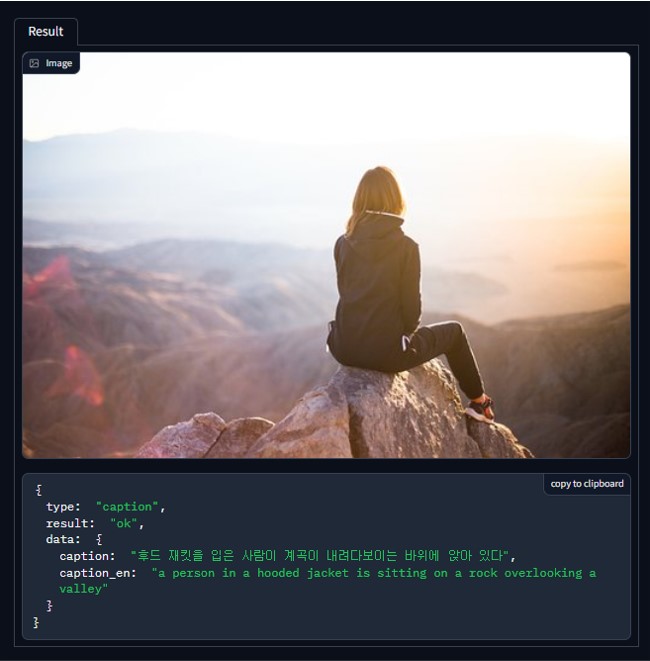 Result
Image
copy to clipboard
{
type: "caption",
result: "ok",
data: {
caption: "후드 재킷을 입은 사람이 계곡이 내려다보이는 바위에 앉아 있다",
caption_en: "a person in a hooded jacket is sitting on a rock overlooking a
valley"
}
}